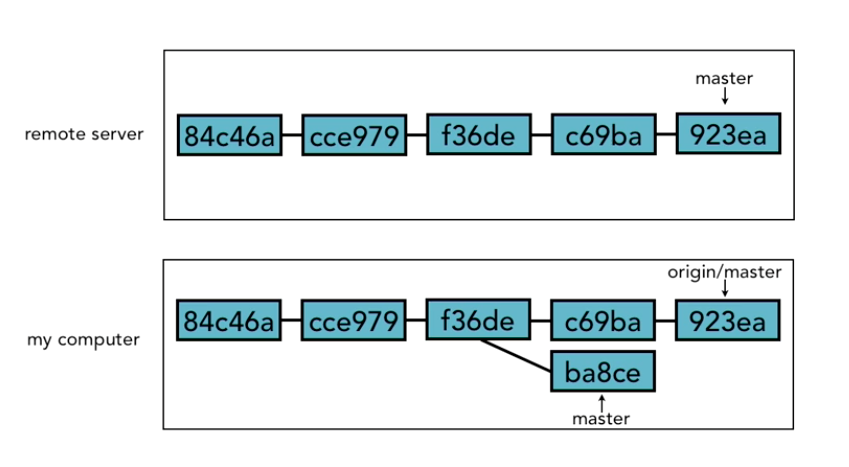 master
remote server
84c46a
cce979
f36de
c69ba
923ea
origin/master
my computer
84c46a
cce979
f36de
c69ba
923ea
ba8ce
master